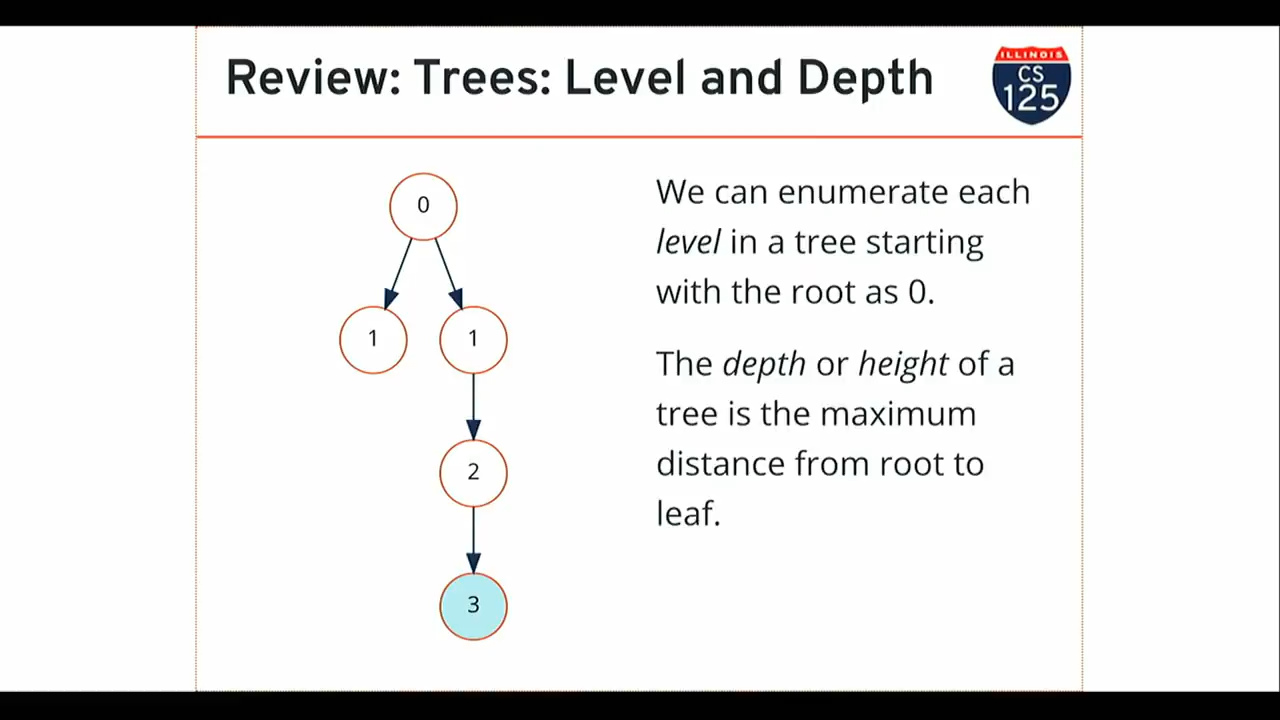 Review: Trees: Level and Depth
ILLINOIS
CS
125
0
1 1
2
3
We can enumerate each
level in a tree starting
with the root as 0.
The depth or height of a
tree is the maximum
distance from root to
leaf.